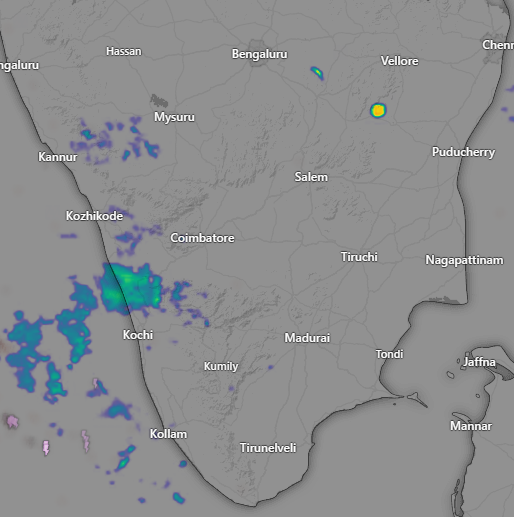 Hassan
Bengaluru
Chenn
ngaluru
Vellore
Mysuru
Kannur
Puducherry
Salem
Kozhikode
Coimbatore
Tiruchi
Nagapattinam
Kochi
Madurai
Tondi
Kumily
Jaffna
Kollam
Mannar
Tirunelveli